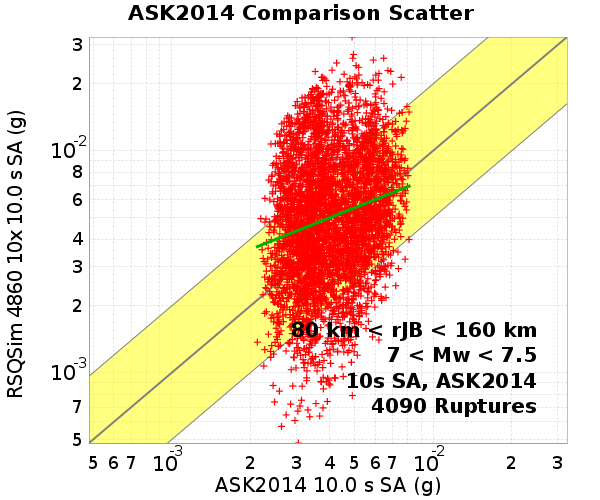 ASK2014 Comparison Scatter
RSQSim 4860 10x 10.0 s SA (g)
3
2
10-2
8
6
4
3
2
10-3
7
5
80 km < rJB < 160 km
7 < Mw < 7.5
10s SA, ASK2014
4090 Ruptures
5 6 7 10-3 2 3 4 5 6 7 10-2 2 3
ASK2014 10.0 s SA (g)